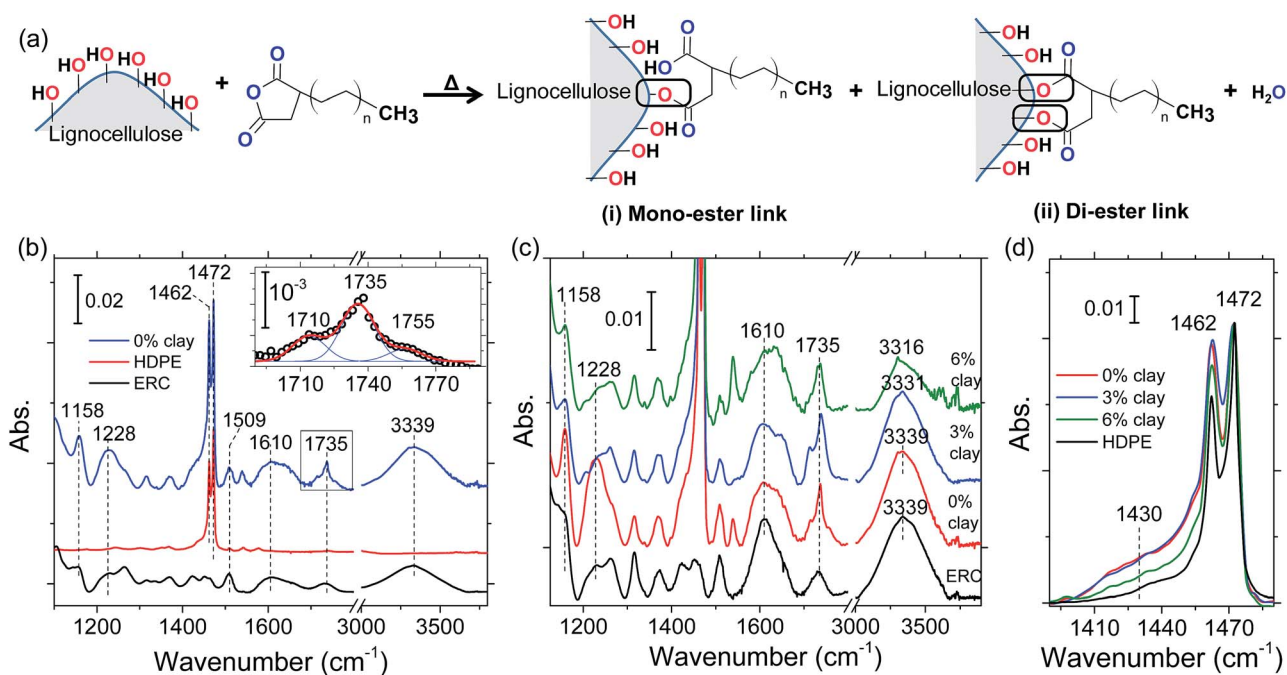 (a)
HO HO HO HO HO HO
Lignocellulose
+
O
O
O
n
CH3
Δ
OH
OH
O
HO
Lignocellulose
O
O
n
CH3
OH
OH
OH
(i) Mono-ester link
+
OH
OH
O
Lignocellulose
O
O
O
n
CH3
OH
OH
(ii) Di-ester link
+ H2O
(b)
1472
1462
0.02
0% clay
HDPE
ERC
10-3
1735
1710
1755
1710 1740 1770
1158
1228
1509
1610
1735
3339
Abs.
1200 1400 1600 3000 3500
Wavenumber (cm-1)
(c)
1158
0.01
1228
1610
1735
3316
6% clay
3331
3% clay
3339
0% clay
3339
ERC
Abs.
1200 1400 1600 3000 3500
Wavenumber (cm-1)
(d)
0.01
1472
1462
0% clay
3% clay
6% clay
HDPE
1430
Abs.
1410 1440 1470
Wavenumber (cm-1)